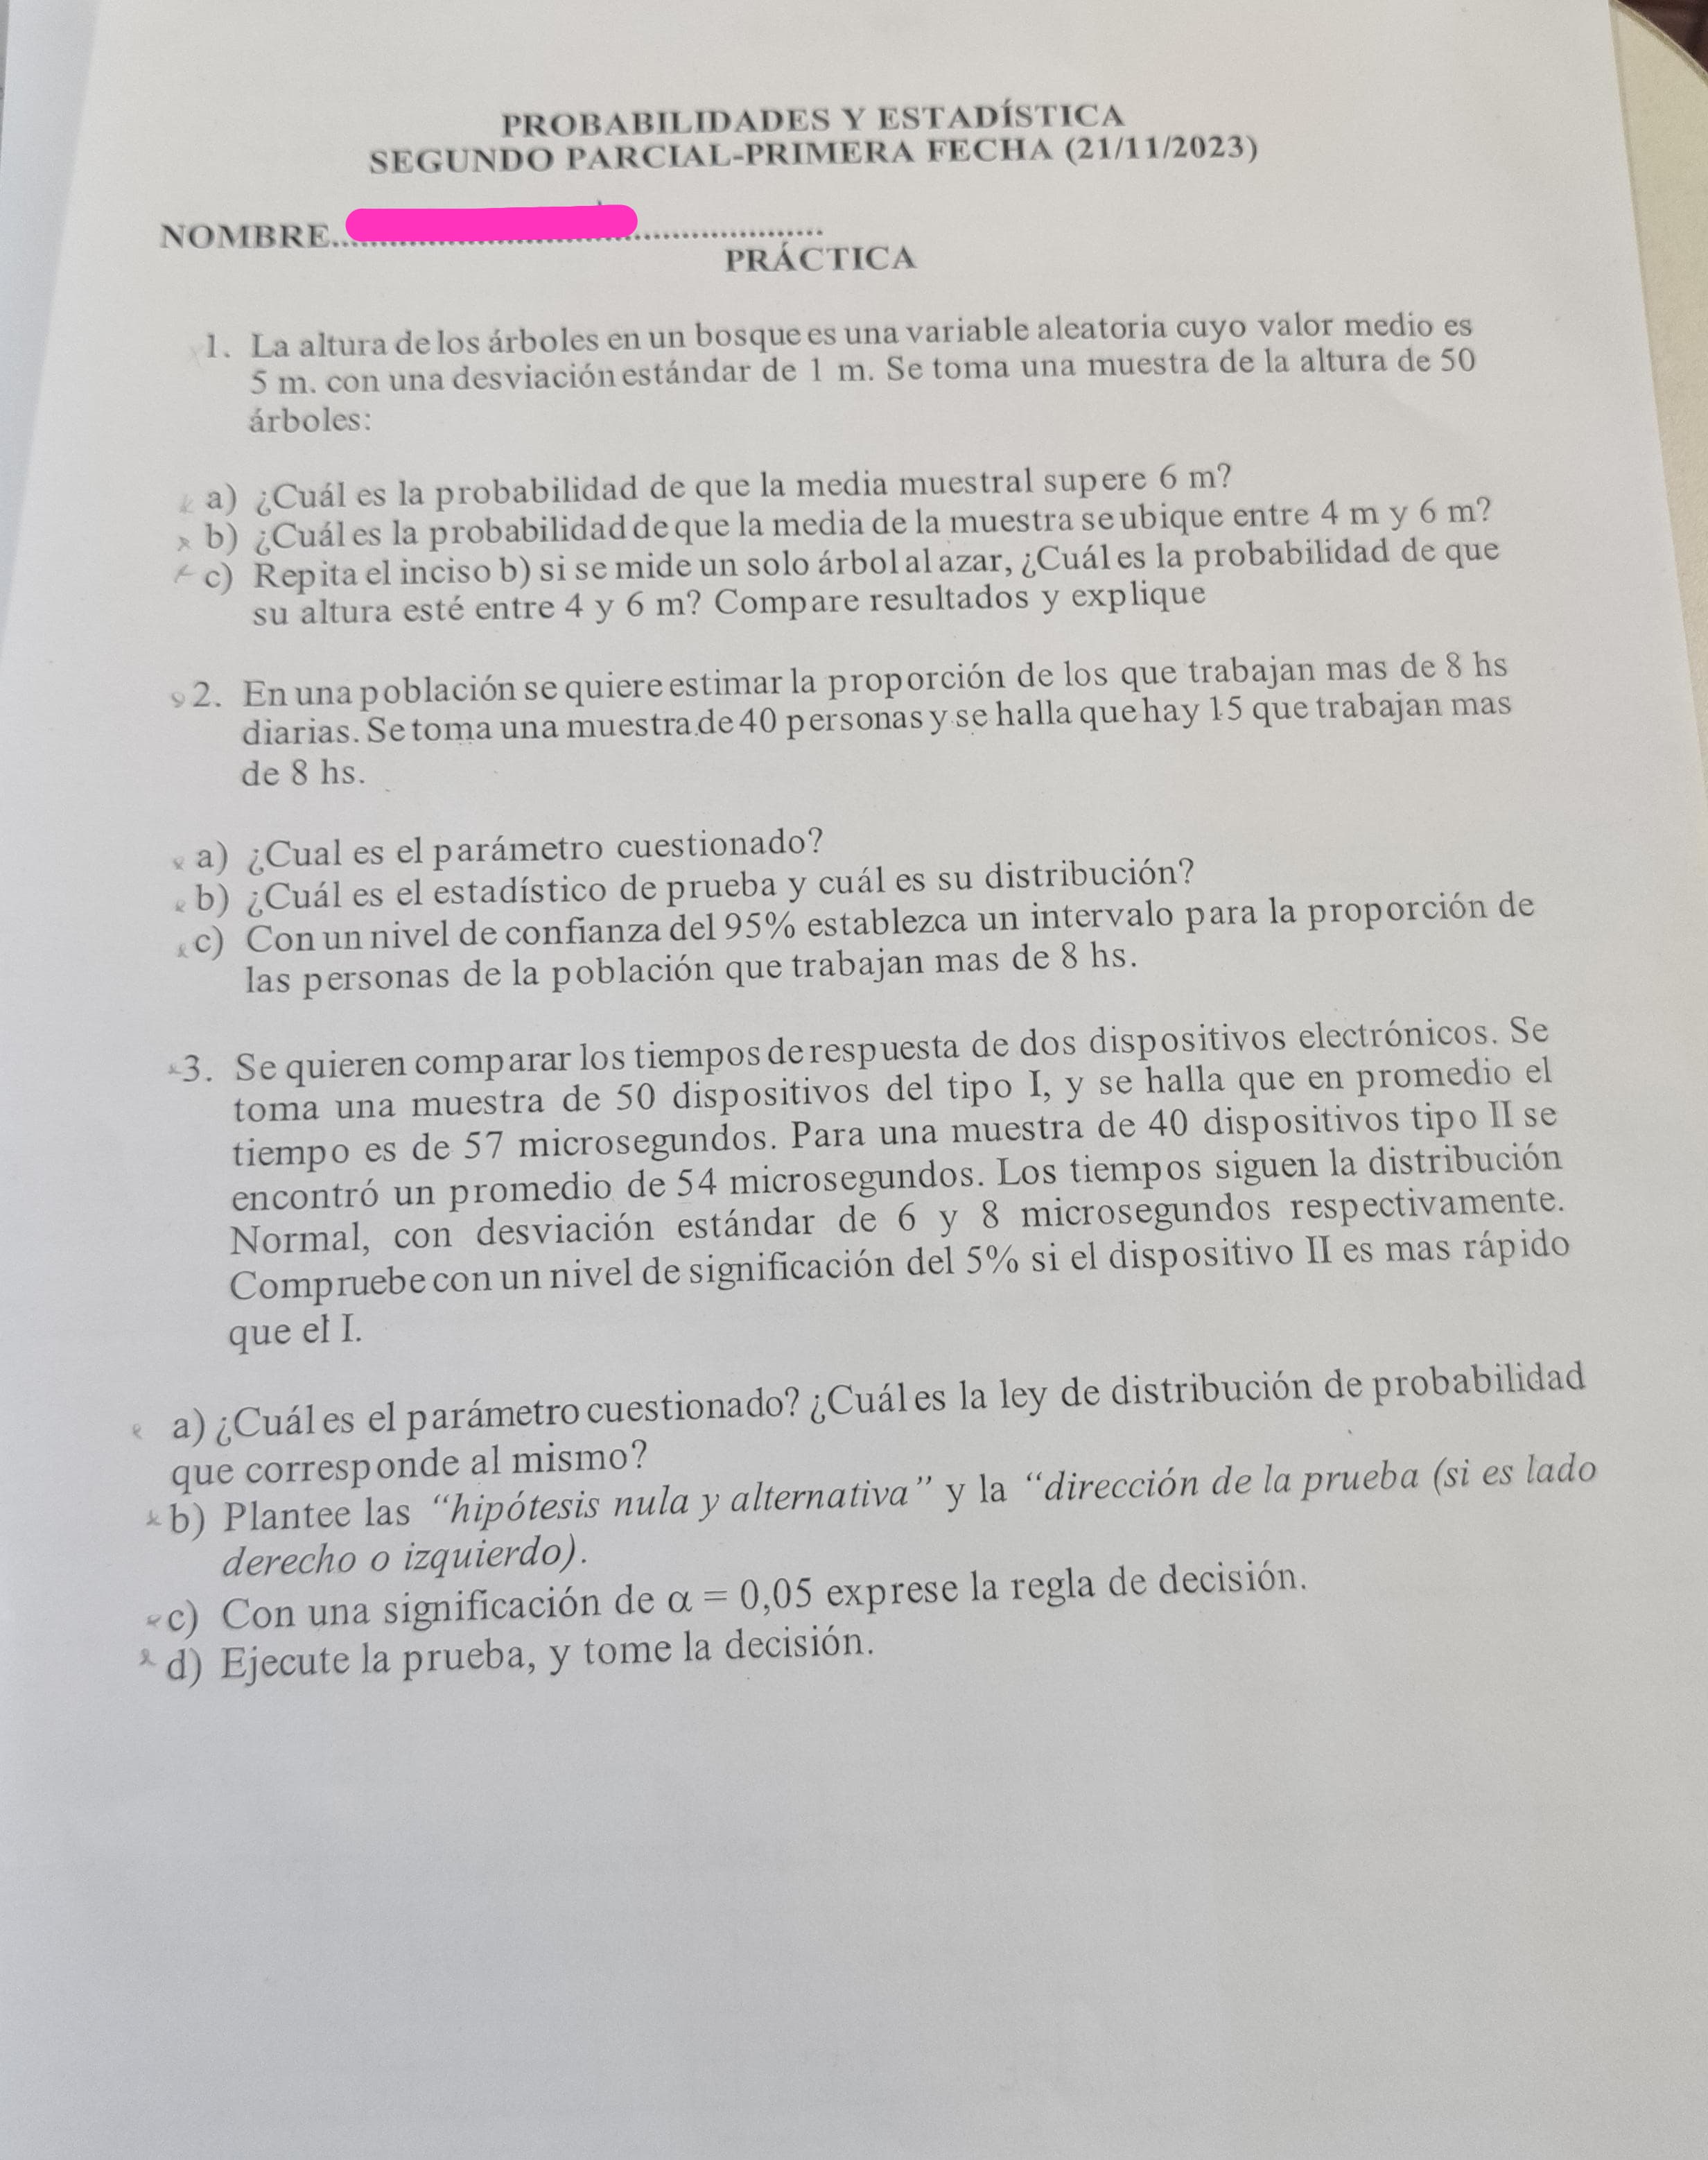 PROBABILIDADES Y ESTADÍSTICA
SEGUNDO PARCIAL-PRIMERA FECHA (21/11/2023)
NOMBRE............................................
PRÁCTICA
1. La altura de los árboles en un bosque es una variable aleatoria cuyo valor medio es
5 m. con una desviación estándar de 1 m. Se toma una muestra de la altura de 50
árboles:
a) ¿Cuál es la probabilidad de que la media muestral supere 6 m?
b) ¿Cuál es la probabilidad de que la media de la muestra se ubique entre 4 m y 6 m?
c) Repita el inciso b) si se mide un solo árbol al azar, ¿Cuál es la probabilidad de que
su altura esté entre 4 y 6 m? Compare resultados y explique
2. En una población se quiere estimar la proporción de los que trabajan mas de 8 hs
diarias. Se toma una muestra de 40 personas y se halla que hay 15 que trabajan mas
de 8 hs.
a) ¿Cual es el parámetro cuestionado?
b) ¿Cuál es el estadístico de prueba y cuál es su distribución?
c) Con un nivel de confianza del 95% establezca un intervalo para la proporción de
las personas de la población que trabajan mas de 8 hs.
3. Se quieren comparar los tiempos de respuesta de dos dispositivos electrónicos. Se
toma una muestra de 50 dispositivos del tipo I, y se halla que en promedio el
tiempo es de 57 microsegundos. Para una muestra de 40 dispositivos tipo II se
encontró un promedio de 54 microsegundos. Los tiempos siguen la distribución
Normal, con desviación estándar de 6 y 8 microsegundos respectivamente.
Compruebe con un nivel de significación del 5% si el dispositivo II es mas rápido
que el I.
a) ¿Cuál es el parámetro cuestionado? ¿Cuál es la ley de distribución de probabilidad
que corresponde al mismo?
b) Plantee las “hipótesis nula y alternativa” y la “dirección de la prueba (si es lado
derecho o izquierdo).
c) Con una significación de α = 0,05 exprese la regla de decisión.
d) Ejecute la prueba, y tome la decisión.